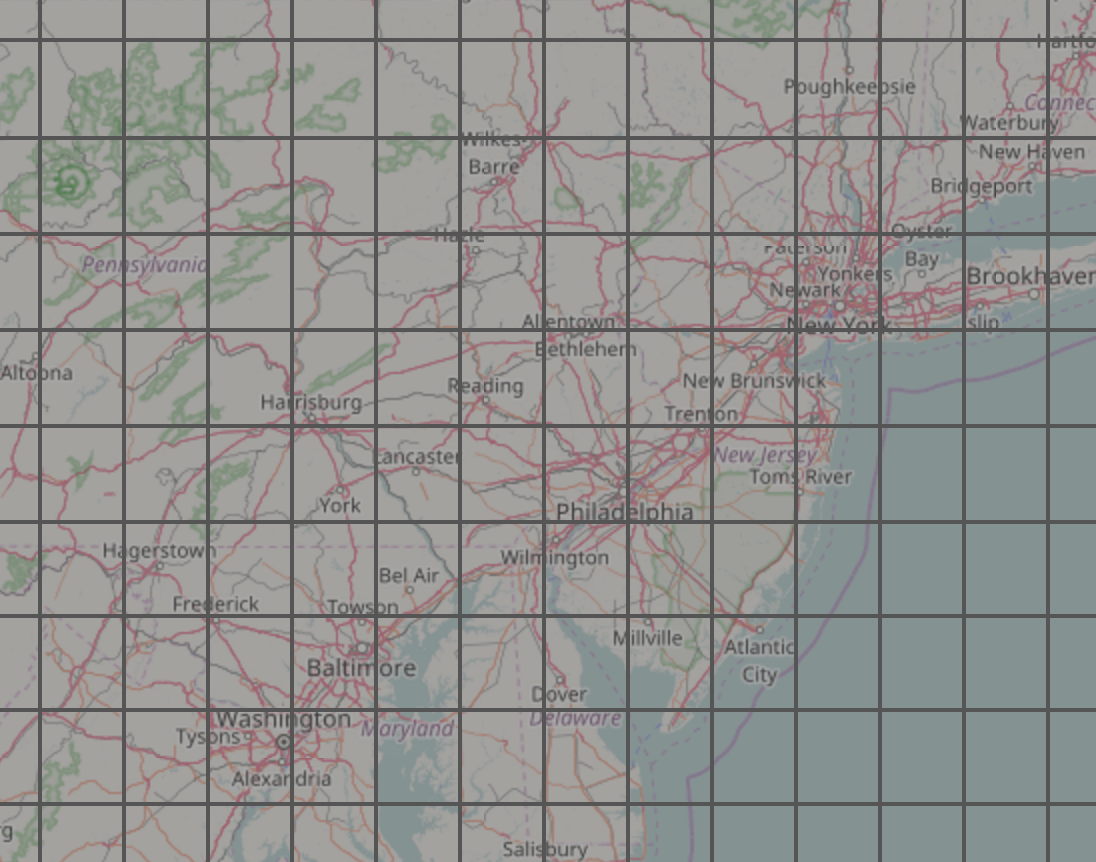 Hartfo
Poughkeepsie
Connec
Waterbury
Wilkes-
Barre
New Haven
Bridgeport
Hazle
Oyster
Bay
Paterson
Pennsylvania
Yonkers
Brookhaven
Newark
Allentown
New York
slip
Bethlehem
Altoona
Reading
New Brunswick
Harrisburg
Trenton
Lancaster
New Jersey
Toms River
York
Philadelphia
Hagerstown
Wilmington
Bel Air
Frederick
Towson
Millville
Atlantic
City
Baltimore
Dover
Washington
Delaware
Maryland
Tysons
Alexandria
rg
Salisbury